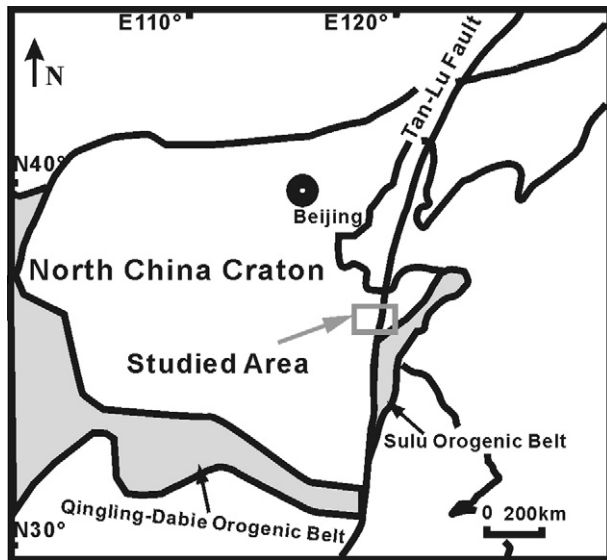 E110° E120°
N
Tan-Lu Fault
N40°
Beijing
North China Craton
Studied Area
Sulu Orogenic Belt
Qingling-Dabie Orogenic Belt
0 200km
N30°